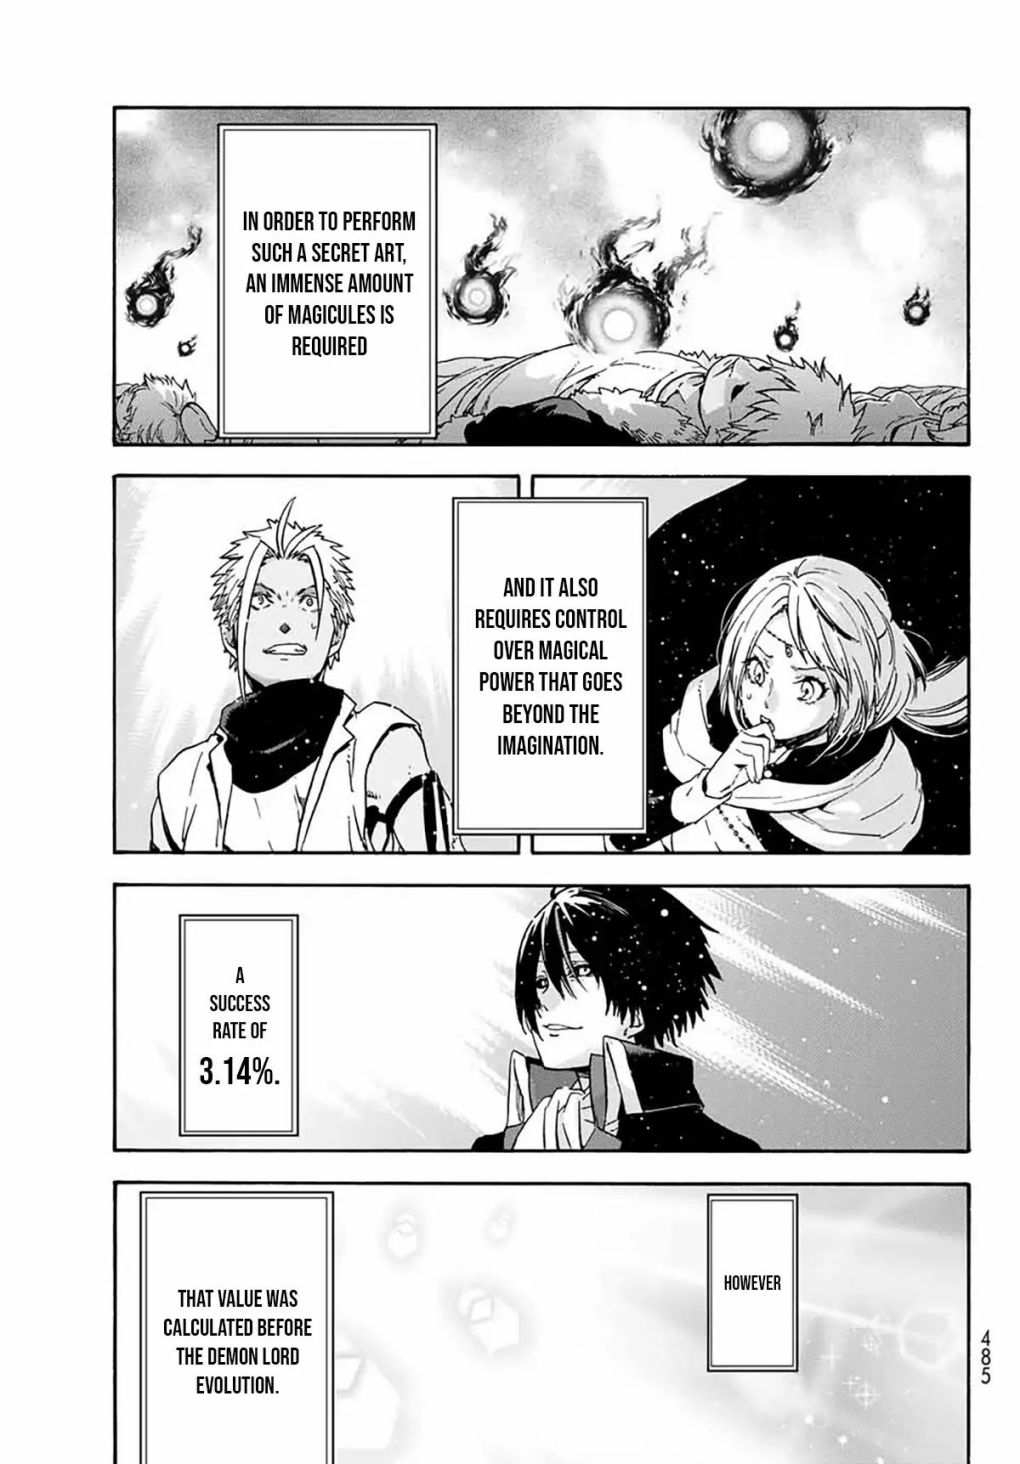 IN ORDER TO PERFORM
SUCH A SECRET ART,
AN IMMENSE AMOUNT
OF MAGICULES IS
REQUIRED
AND IT ALSO
REQUIRES CONTROL
OVER MAGICAL
POWER THAT GOES
BEYOND THE
IMAGINATION.
A
SUCCESS
RATE OF
3.14%.
HOWEVER
THAT VALUE WAS
CALCULATED BEFORE
THE DEMON LORD
EVOLUTION.
485